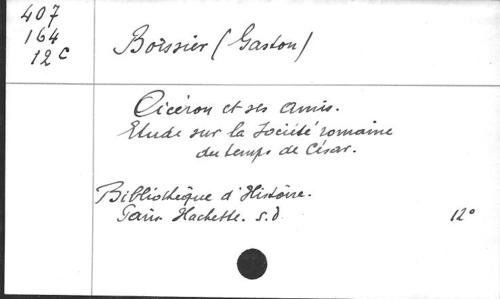 407
164
12 C
Boissier (Gaston)
Cicéron et ses amis.
Etude sur la Société romaine
du temps de César.
Bibliothèque d'Histoire.
Paris Hachette. s.d. 12°